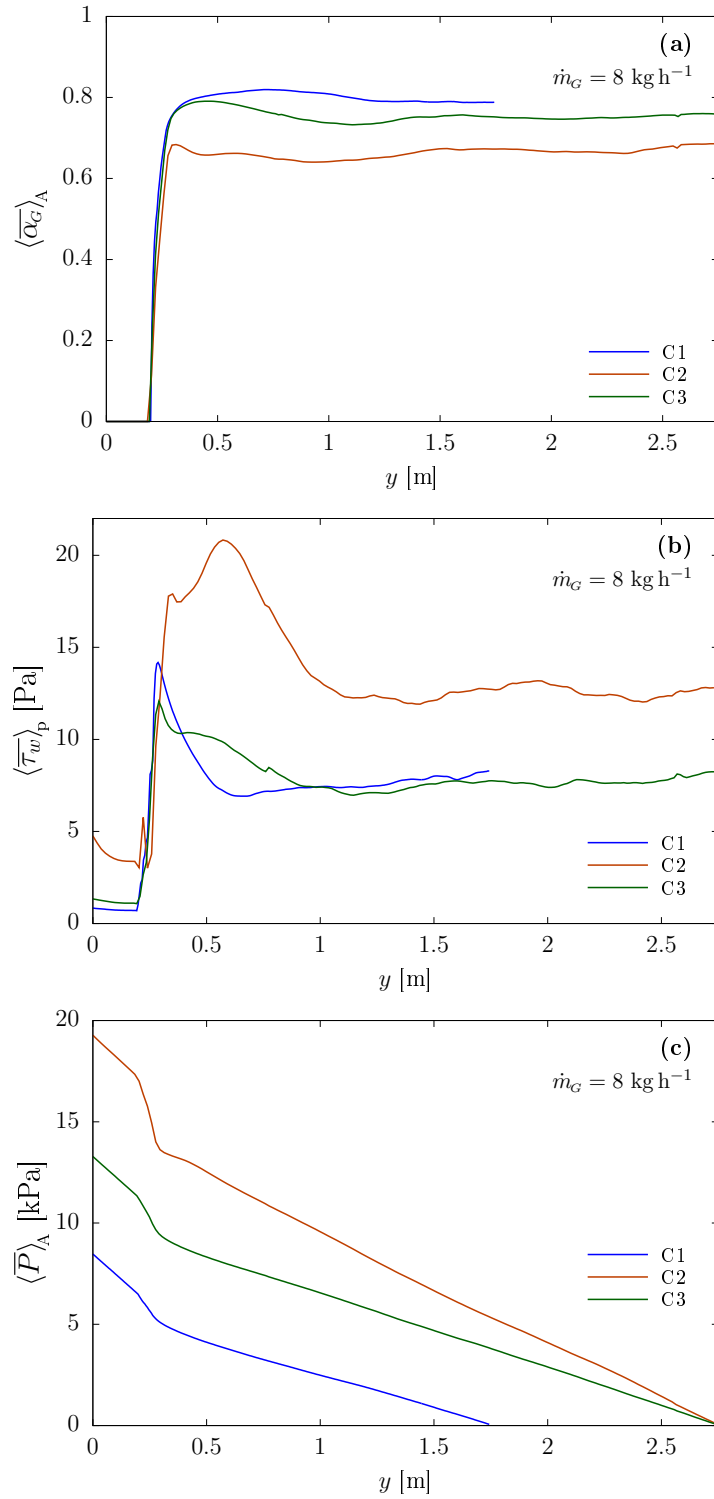 1
0.8
0.6
0.4
0.2
0
⟨α̅_G⟩_A
(a)
ṁ_G = 8 kg h⁻¹
C1
C2
C3
0 0.5 1 1.5 2 2.5
y [m]
20
15
10
5
0
⟨τ̅_w⟩_p [Pa]
(b)
ṁ_G = 8 kg h⁻¹
C1
C2
C3
0 0.5 1 1.5 2 2.5
y [m]
20
15
10
5
0
⟨P̅⟩_A [kPa]
(c)
ṁ_G = 8 kg h⁻¹
C1
C2
C3
0 0.5 1 1.5 2 2.5
y [m]